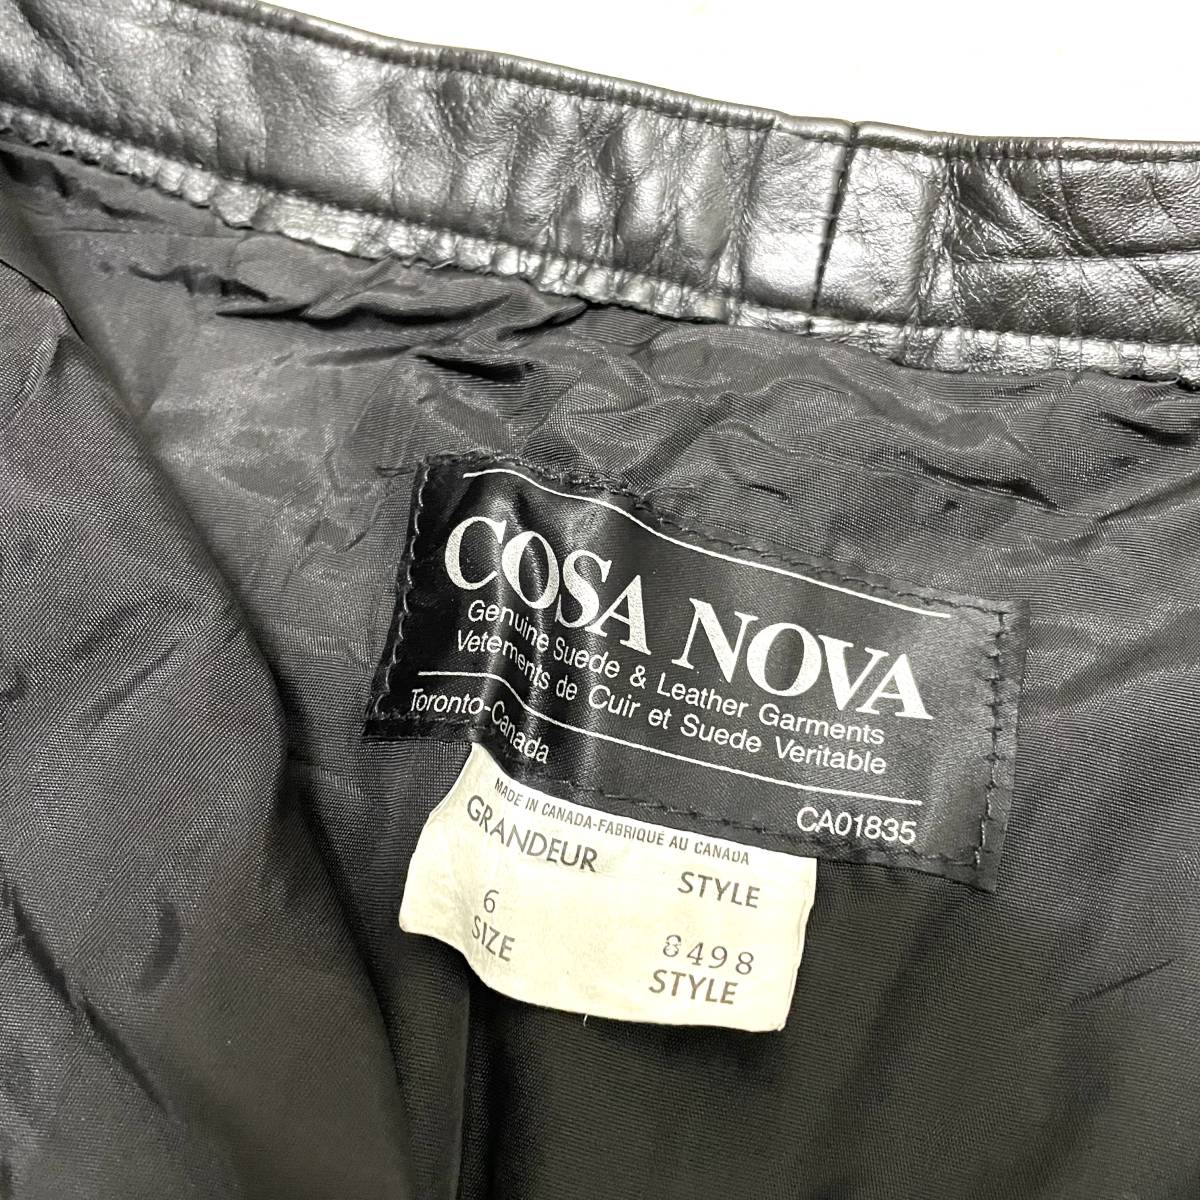 COSA NOVA
Genuine Suede & Leather Garments
Vetements de Cuir et Suede Veritable
Toronto-Canada
CA01835
MADE IN CANADA-FABRIQUÉ AU CANADA
GRANDEUR STYLE
6 8498
SIZE STYLE